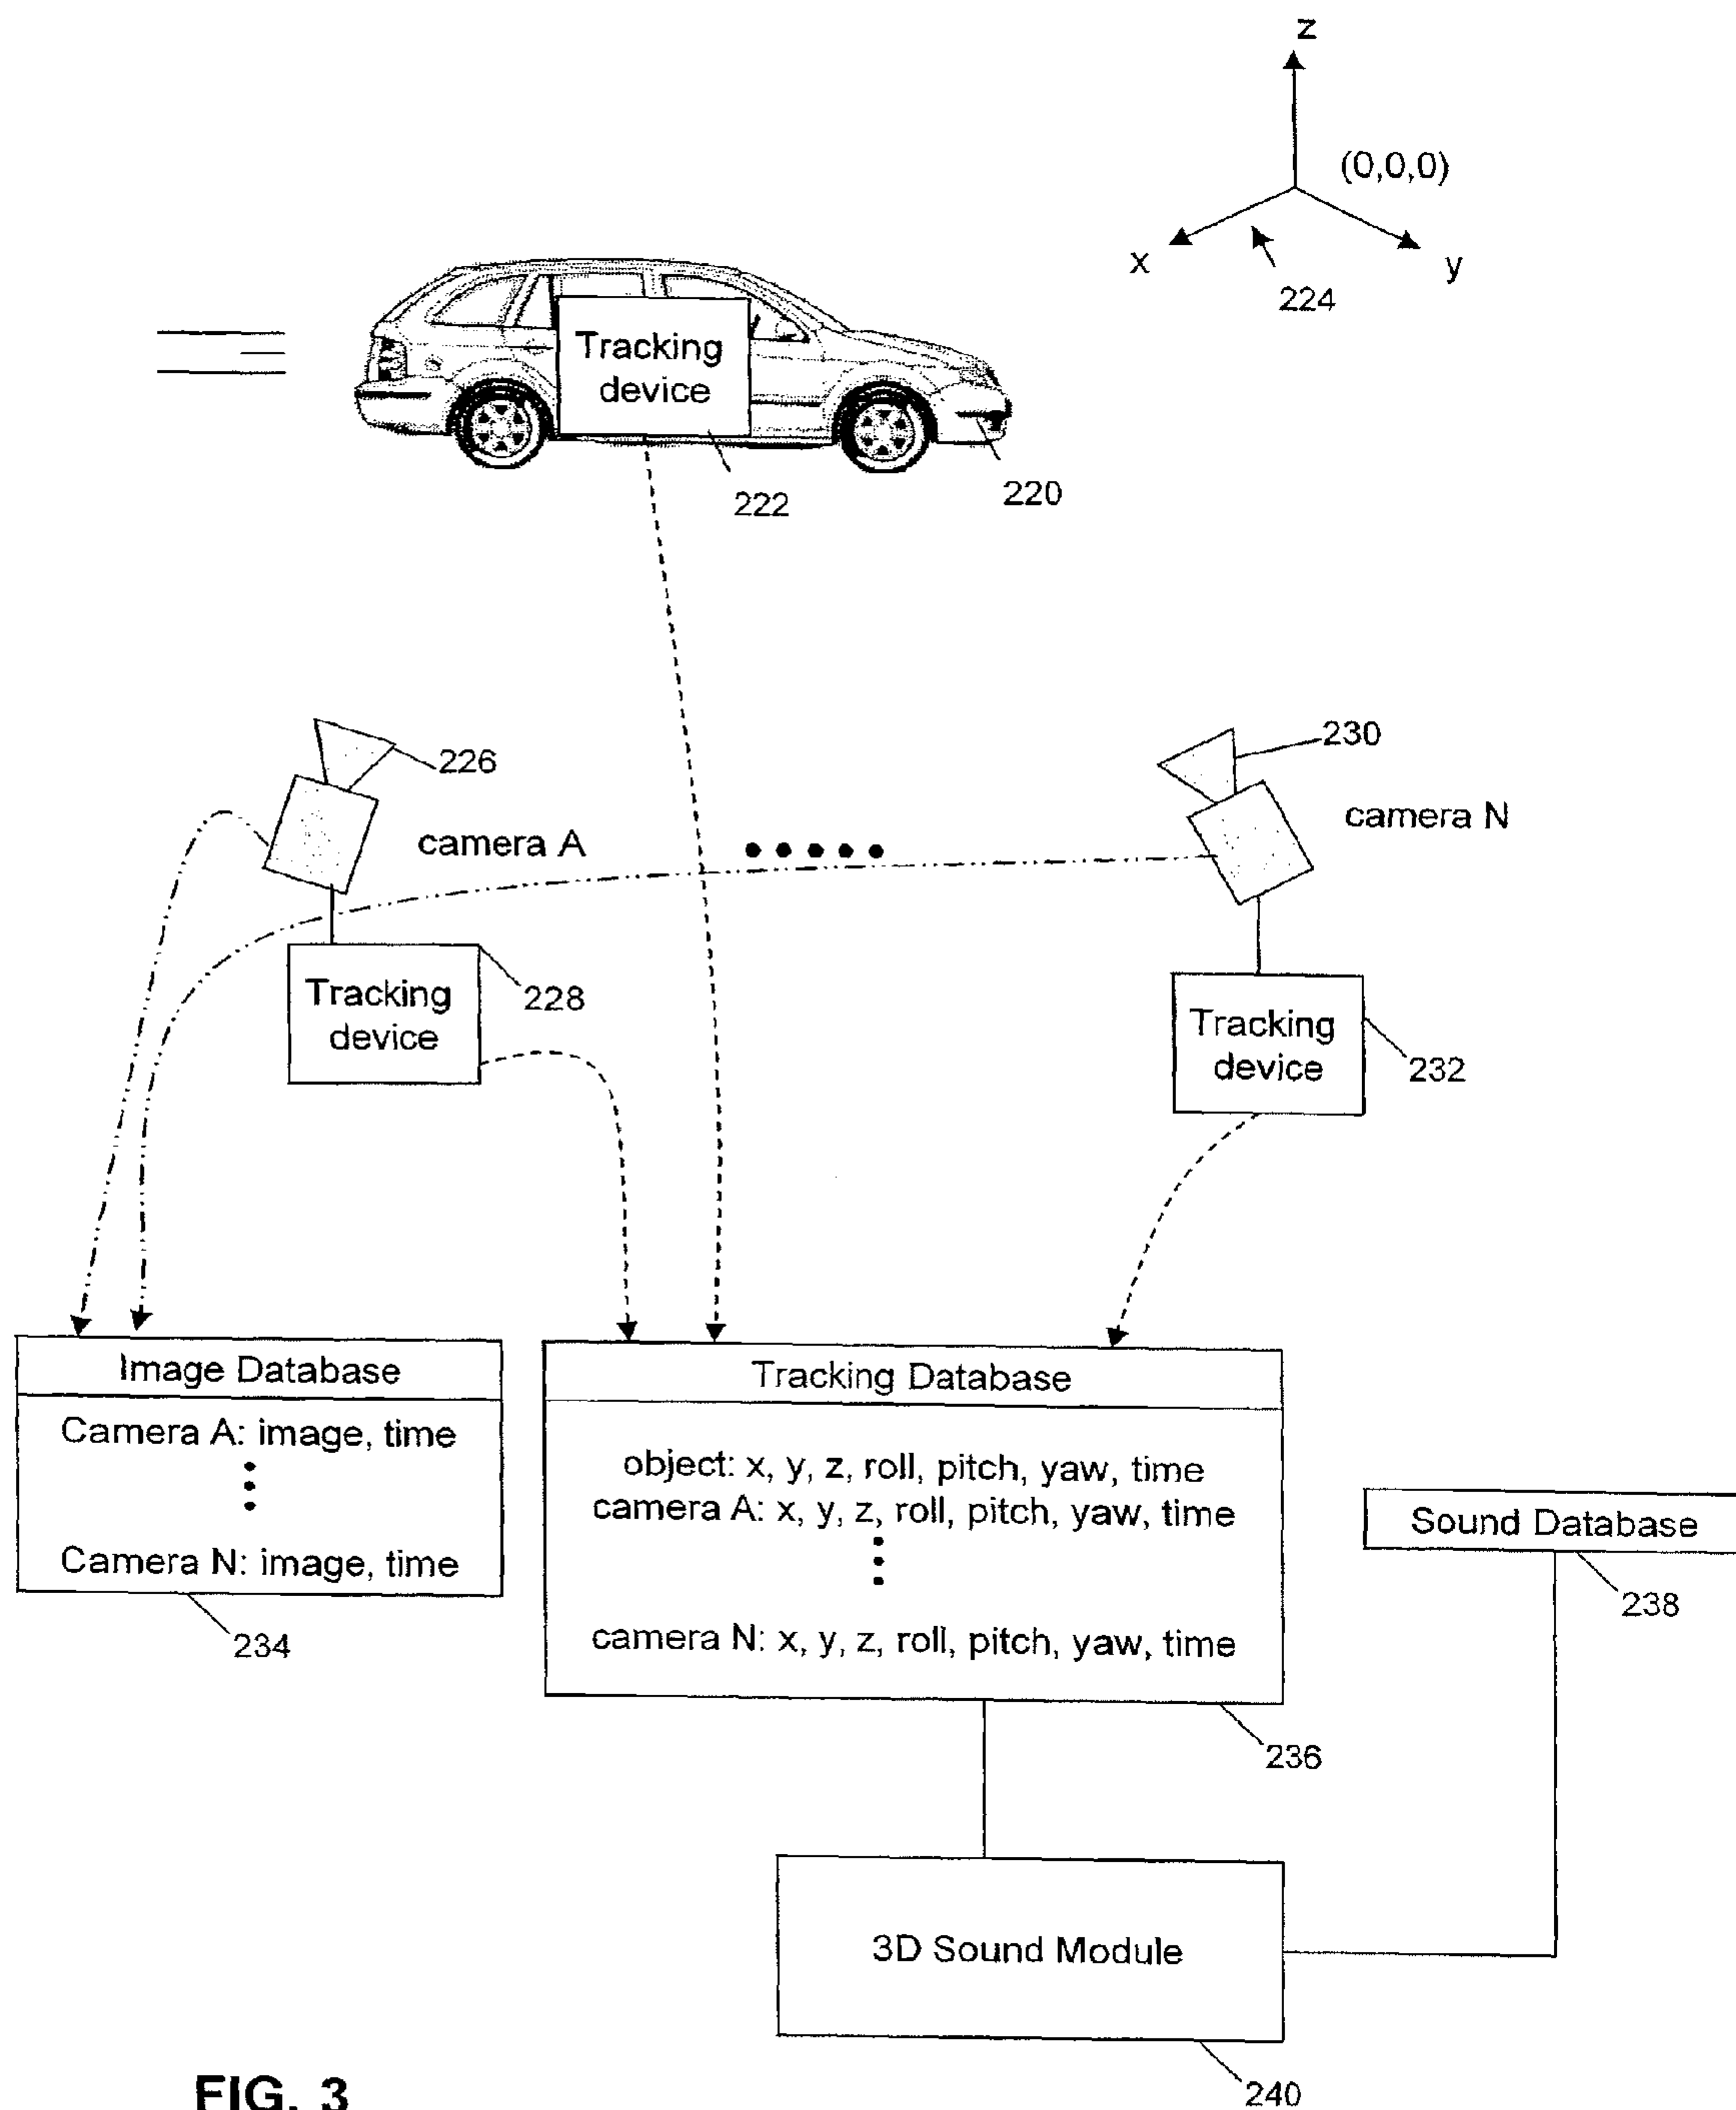 z
(0,0,0)
x
y
224
Tracking
device
222
220
226
camera A
230
camera N
Tracking
device
228
Tracking
device
232
Image Database
Camera A: image, time
Camera N: image, time
234
Tracking Database
object: x, y, z, roll, pitch, yaw, time
camera A: x, y, z, roll, pitch, yaw, time
camera N: x, y, z, roll, pitch, yaw, time
236
Sound Database
238
3D Sound Module
240
FIG. 3